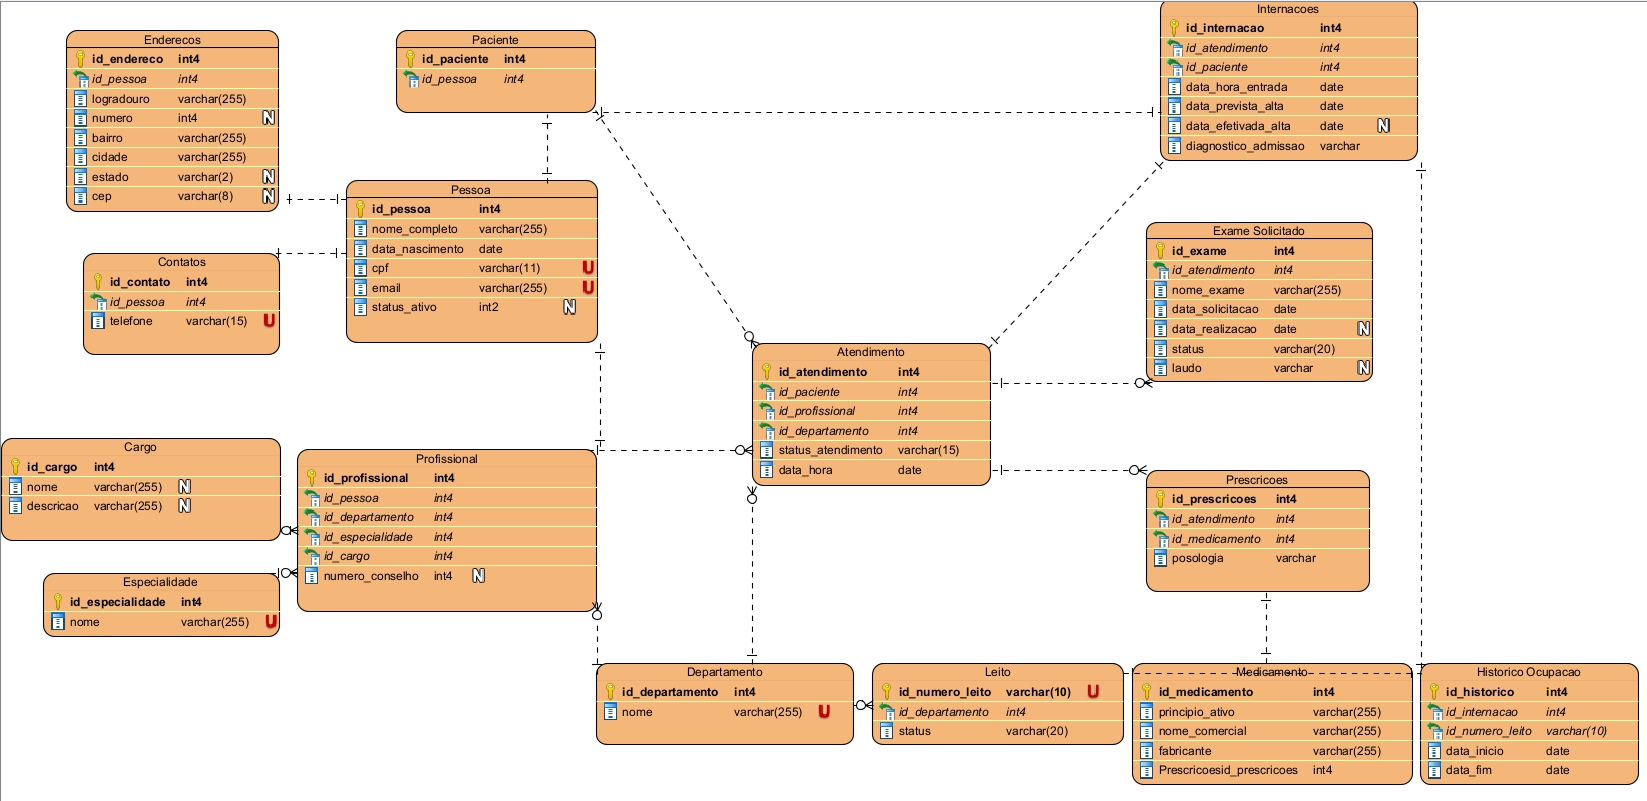 Enderecos
id_endereco int4
id_pessoa int4
logradouro varchar(255)
numero int4 N
bairro varchar(255)
cidade varchar(255)
estado varchar(2) N
cep varchar(8) N
Paciente
id_paciente int4
id_pessoa int4
Internacoes
id_internacao int4
id_atendimento int4
id_paciente int4
data_hora_entrada date
data_prevista_alta date
data_efetivada_alta date N
diagnostico_admissao varchar
Pessoa
id_pessoa int4
nome_completo varchar(255)
data_nascimento date
cpf varchar(11) U
email varchar(255) U
status_ativo int2 N
Contatos
id_contato int4
id_pessoa int4
telefone varchar(15) U
Exame Solicitado
id_exame int4
id_atendimento int4
nome_exame varchar(255)
data_solicitacao date
data_realizacao date N
status varchar(20)
laudo varchar N
Atendimento
id_atendimento int4
id_paciente int4
id_profissional int4
id_departamento int4
status_atendimento varchar(15)
data_hora date
Cargo
id_cargo int4
nome varchar(255) N
descricao varchar(255) N
Profissional
id_profissional int4
id_pessoa int4
id_departamento int4
id_especialidade int4
id_cargo int4
numero_conselho int4 N
Prescricoes
id_prescricoes int4
id_atendimento int4
id_medicamento int4
posologia varchar
Especialidade
id_especialidade int4
nome varchar(255) U
Departamento
id_departamento int4
nome varchar(255) U
Leito
id_numero_leito varchar(10) U
id_departamento int4
status varchar(20)
Medicamento
id_medicamento int4
principio_ativo varchar(255)
nome_comercial varchar(255)
fabricante varchar(255)
Prescricoesid_prescricoes int4
Historico Ocupacao
id_historico int4
id_internacao int4
id_numero_leito varchar(10)
data_inicio date
data_fim date